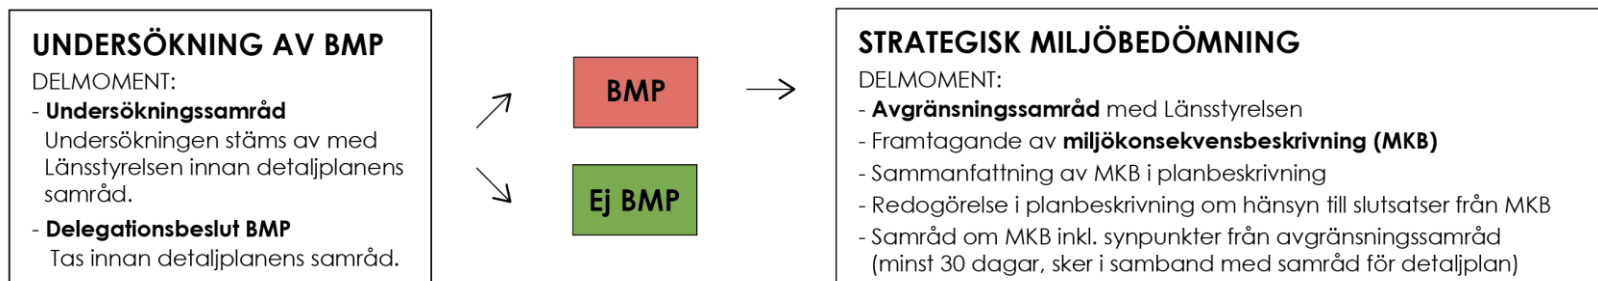 UNDERSÖKNING AV BMP
DELMOMENT:
- Undersökningssamråd
Undersökningen stäms av med
Länsstyrelsen innan detaljplanens
samråd.
- Delegationsbeslut BMP
Tas innan detaljplanens samråd.
BMP
Ej BMP
STRATEGISK MILJÖBEDÖMNING
DELMOMENT:
- Avgränsningssamråd med Länsstyrelsen
- Framtagande av miljökonsekvensbeskrivning (MKB)
- Sammanfattning av MKB i planbeskrivning
- Redogörelse i planbeskrivning om hänsyn till slutsatser från MKB
- Samråd om MKB inkl. synpunkter från avgränsningssamråd
(minst 30 dagar, sker i samband med samråd för detaljplan)